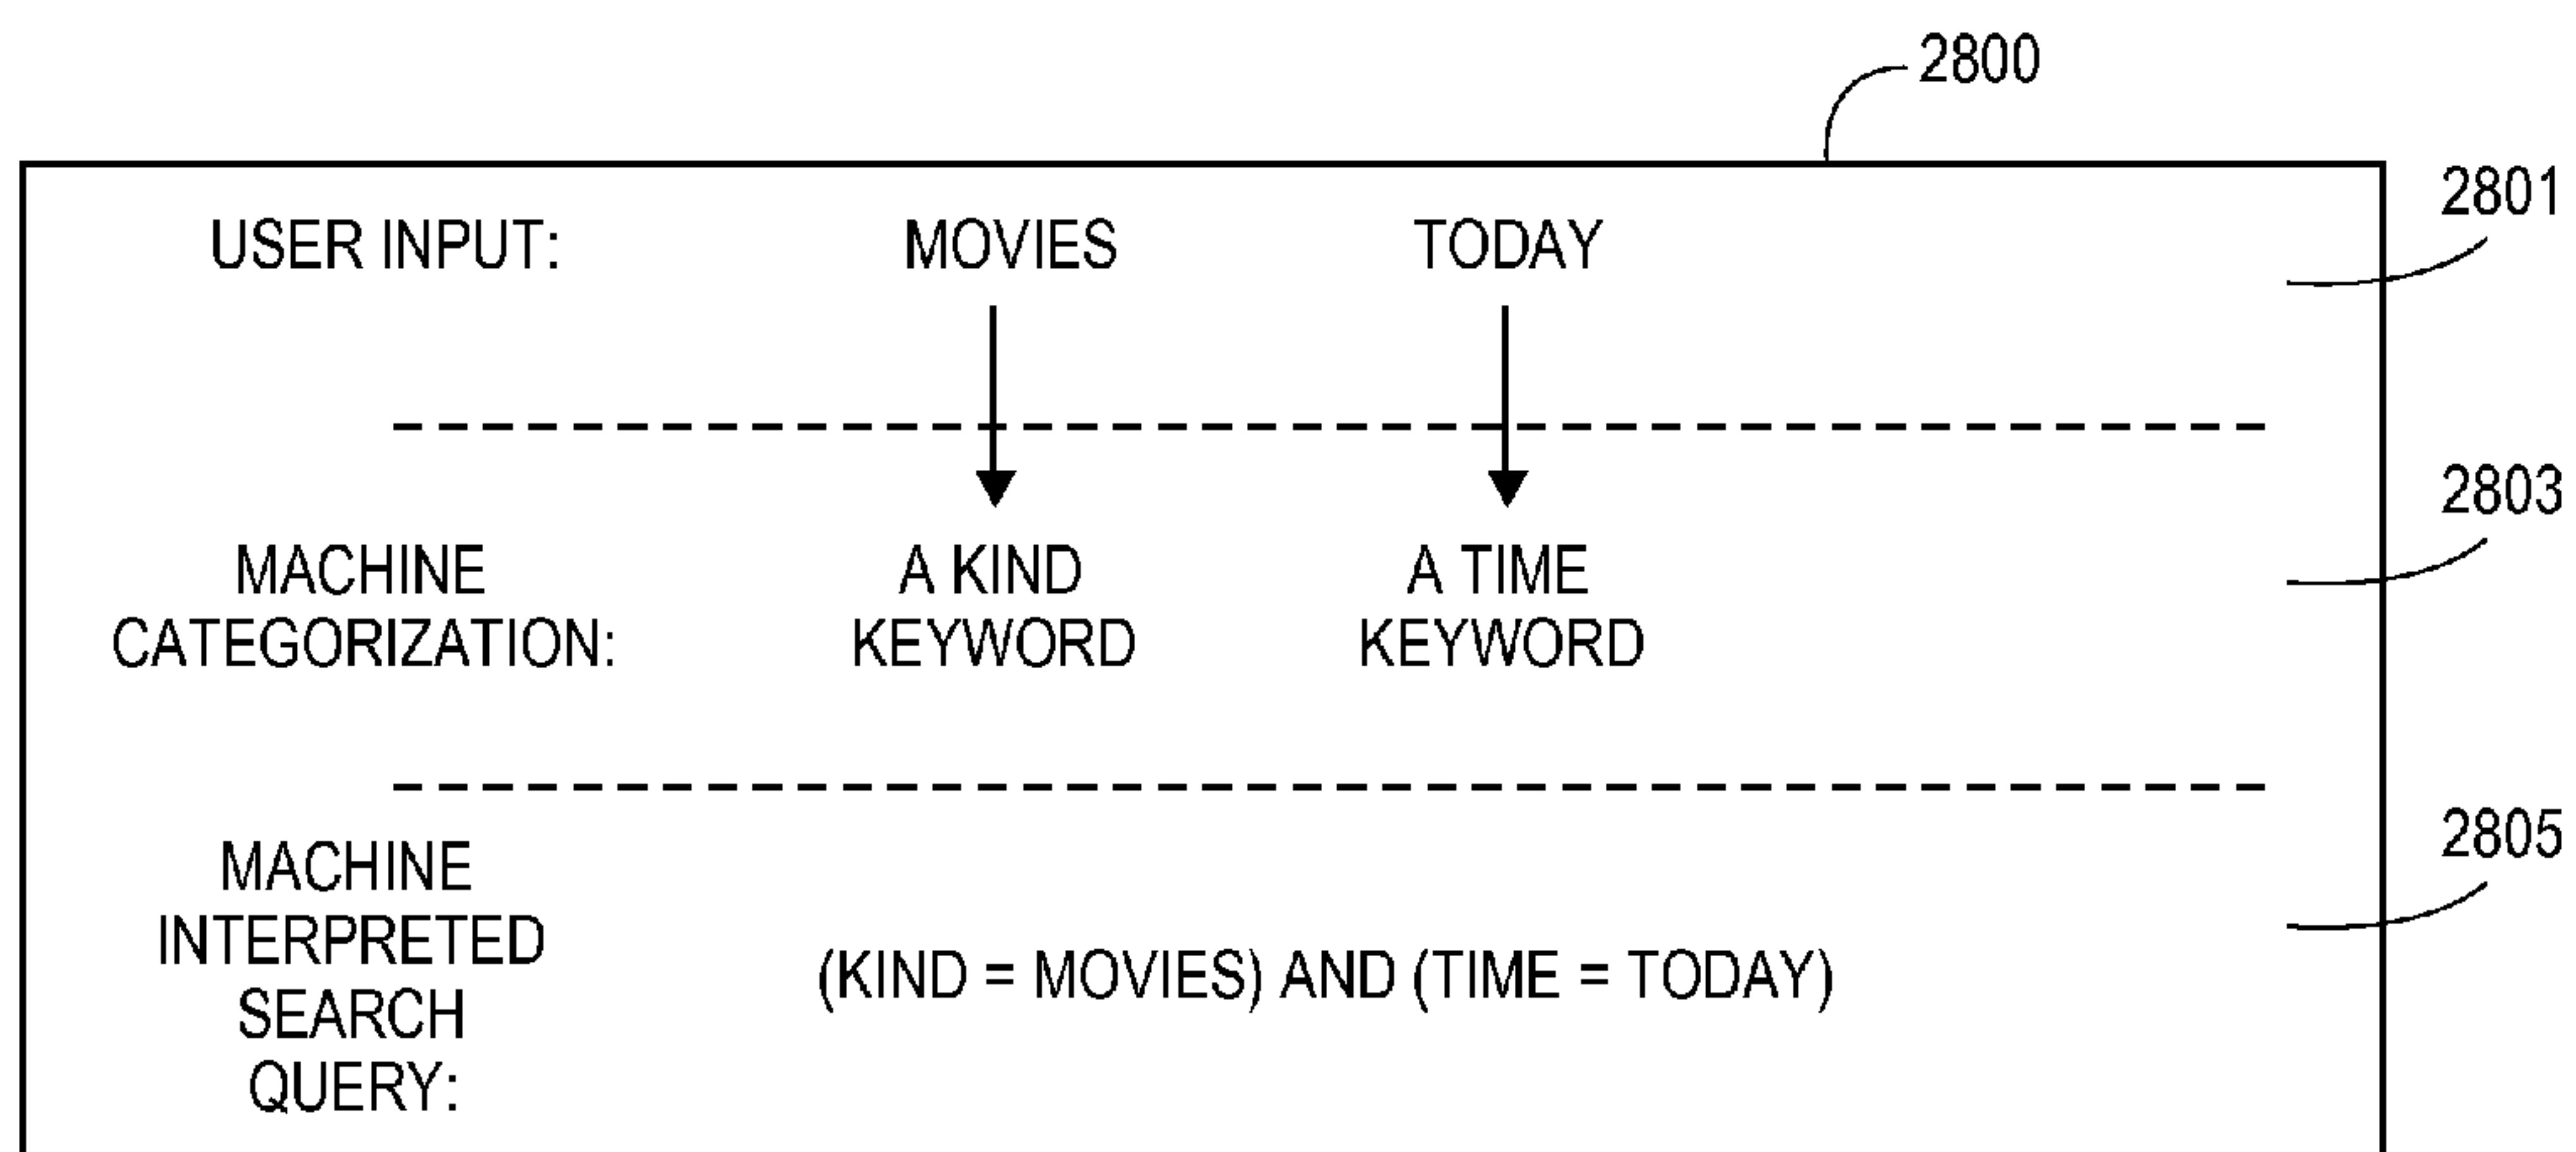 2800
2801
USER INPUT: MOVIES TODAY
2803
MACHINE A KIND A TIME
CATEGORIZATION: KEYWORD KEYWORD
2805
MACHINE
INTERPRETED
(KIND = MOVIES) AND (TIME = TODAY)
SEARCH
QUERY: